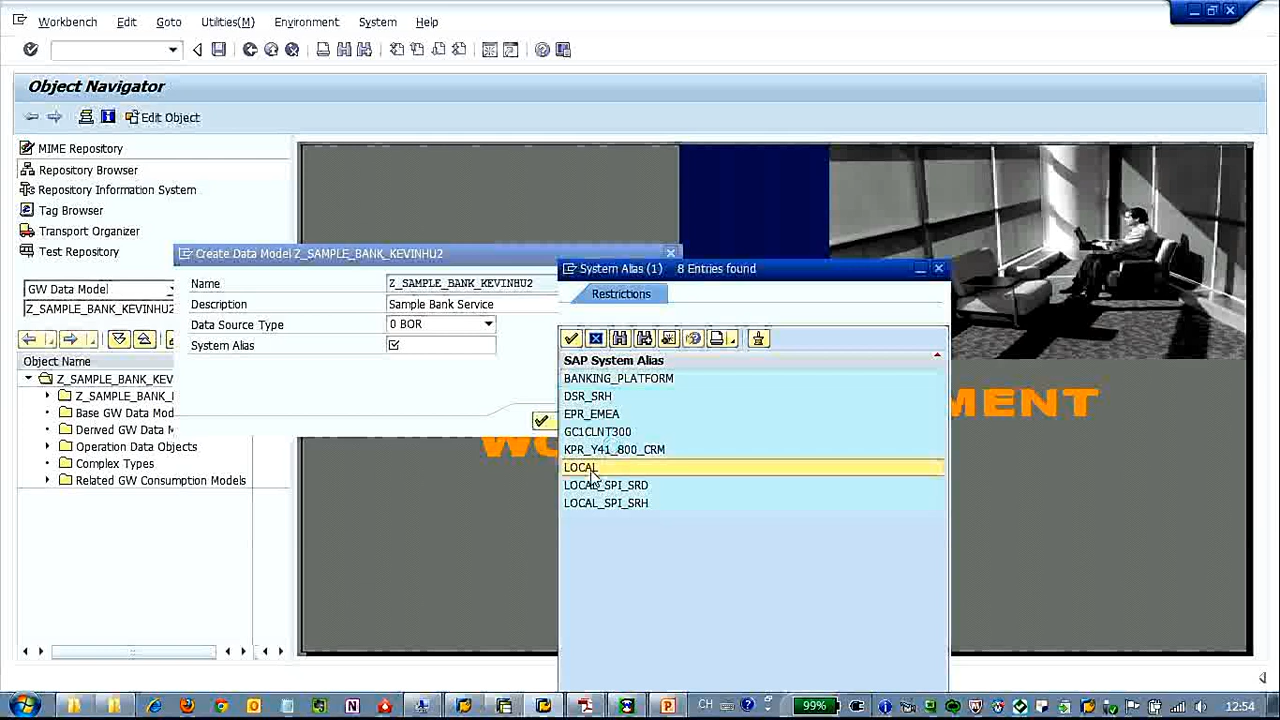 Workbench Edit Goto Utilities(M) Environment System Help
Object Navigator
Edit Object
MIME Repository
Repository Browser
Repository Information System
Tag Browser
Transport Organizer
Test Repository
GW Data Model
Z_SAMPLE_BANK_KEVINHU2
Object Name
Z_SAMPLE_BANK_KEV
Z_SAMPLE_BANK_
Base GW Data Mod
Derived GW Data M
Operation Data Objects
Complex Types
Related GW Consumption Models
Create Data Model Z_SAMPLE_BANK_KEVINHU2
Name Z_SAMPLE_BANK_KEVINHU2
Description Sample Bank Service
Data Source Type 0 BOR
System Alias
System Alias (1) 8 Entries found
Restrictions
SAP System Alias
BANKING_PLATFORM
DSR_SRH
EPR_EMEA
GC1CLNT300
KPR_Y41_800_CRM
LOCAL
LOCAL_SPI_SRD
LOCAL_SPI_SRH
WO
MENT
CH
99%
12:54